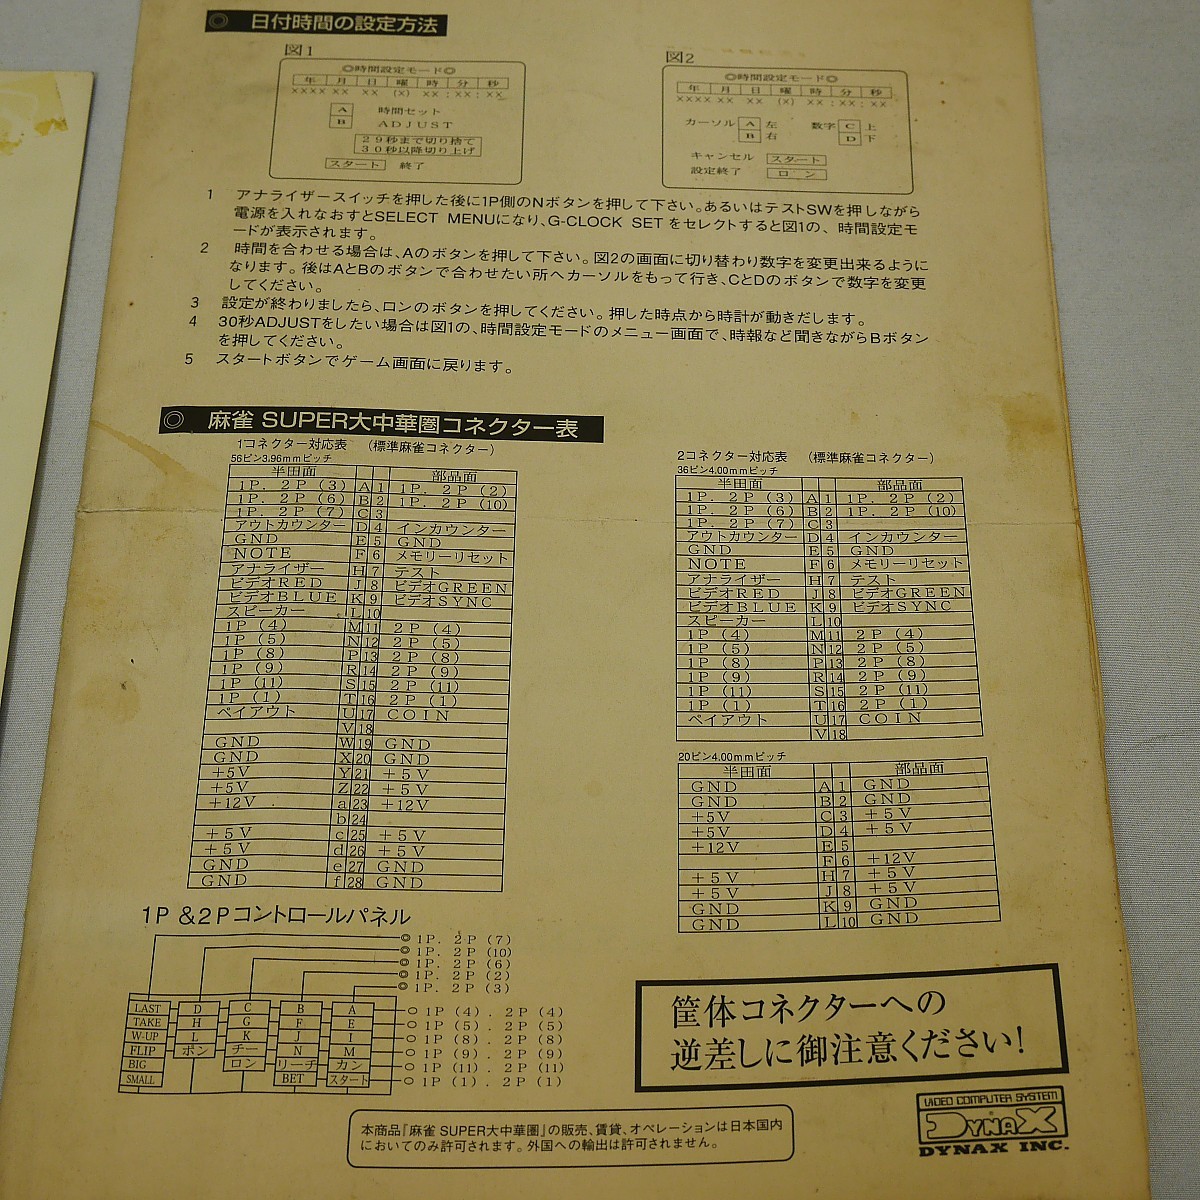 ◎ 日付時間の設定方法
図1
◎時間設定モード◎
年 月 日 曜 時 分 秒
×××× ×× ×× (×) ××:××:××
A 時間セット
B ADJUST
29秒まで切り捨て
30秒以降切り上げ
スタート 終了
図2
◎時間設定モード◎
年 月 日 曜 時 分 秒
×××× ×× ×× (×) ××:××:××
カーソル A 左 数字 C 上
B 右 D 下
キャンセル スタート
設定終了 ロン
1 アナライザースイッチを押した後に1P側のNボタンを押して下さい。あるいはテストSWを押しながら
電源を入れなおすとSELECT MENUになり、G-CLOCK SETをセレクトすると図1の、時間設定モ
ードが表示されます。
2 時間を合わせる場合は、Aのボタンを押して下さい。図2の画面に切り替わり数字を変更出来るように
なります。後はAとBのボタンで合わせたい所へカーソルをもって行き、CとDのボタンで数字を変更
してください。
3 設定が終わりましたら、ロンのボタンを押してください。押した時点から時計が動きだします。
4 30秒ADJUSTをしたい場合は図1の、時間設定モードのメニュー画面で、時報など聞きながらBボタン
を押してください。
5 スタートボタンでゲーム画面に戻ります。
◎ 麻雀 SUPER大中華圏コネクター表
1コネクター対応表 (標準麻雀コネクター)
56ピン3.96mmピッチ
半田面 部品面
1P.2P(3) A 1 1P.2P(2)
1P.2P(6) B 2 1P.2P(10)
1P.2P(7) C 3
アウトカウンター D 4 インカウンター
GND E 5 GND
NOTE F 6 メモリーリセット
アナライザー H 7 テスト
ビデオRED J 8 ビデオGREEN
ビデオBLUE K 9 ビデオSYNC
スピーカー L 10
1P(4) M 11 2P(4)
1P(5) N 12 2P(5)
1P(8) P 13 2P(8)
1P(9) R 14 2P(9)
1P(11) S 15 2P(11)
1P(1) T 16 2P(1)
ペイアウト U 17 COIN
V 18
GND W 19 GND
GND X 20 GND
+5V Y 21 +5V
+5V Z 22 +5V
+12V a 23 +12V
b 24
+5V c 25 +5V
+5V d 26 +5V
GND e 27 GND
GND f 28 GND
2コネクター対応表 (標準麻雀コネクター)
36ピン4.00mmピッチ
半田面 部品面
1P.2P(3) A 1 1P.2P(2)
1P.2P(6) B 2 1P.2P(10)
1P.2P(7) C 3
アウトカウンター D 4 インカウンター
GND E 5 GND
NOTE F 6 メモリーリセット
アナライザー H 7 テスト
ビデオRED J 8 ビデオGREEN
ビデオBLUE K 9 ビデオSYNC
スピーカー L 10
1P(4) M 11 2P(4)
1P(5) N 12 2P(5)
1P(8) P 13 2P(8)
1P(9) R 14 2P(9)
1P(11) S 15 2P(11)
1P(1) T 16 2P(1)
ペイアウト U 17 COIN
V 18
20ピン4.00mmピッチ
半田面 部品面
GND A 1 GND
GND B 2 GND
+5V C 3 +5V
+5V D 4 +5V
+12V E 5
F 6 +12V
+5V H 7 +5V
+5V J 8 +5V
GND K 9 GND
GND L 10 GND
1P&2Pコントロールパネル
◎1P.2P(7)
◎1P.2P(10)
◎1P.2P(6)
◎1P.2P(2)
◎1P.2P(3)
LAST D C B A ○1P(4).2P(4)
TAKE H G F E ○1P(5).2P(5)
W-UP L K J I ○1P(8).2P(8)
FLIP ポン チー N M ○1P(9).2P(9)
BIG ロン リーチ カン ○1P(11).2P(11)
SMALL BET スタート ○1P(1).2P(1)
筐体コネクターへの
逆差しに御注意ください!
本商品『麻雀 SUPER大中華圏』の販売、賃貸、オペレーションは日本国内
においてのみ許可されます。外国への輸出は許可されません。
VIDEO COMPUTER SYSTEM
DYNAX
DYNAX INC.